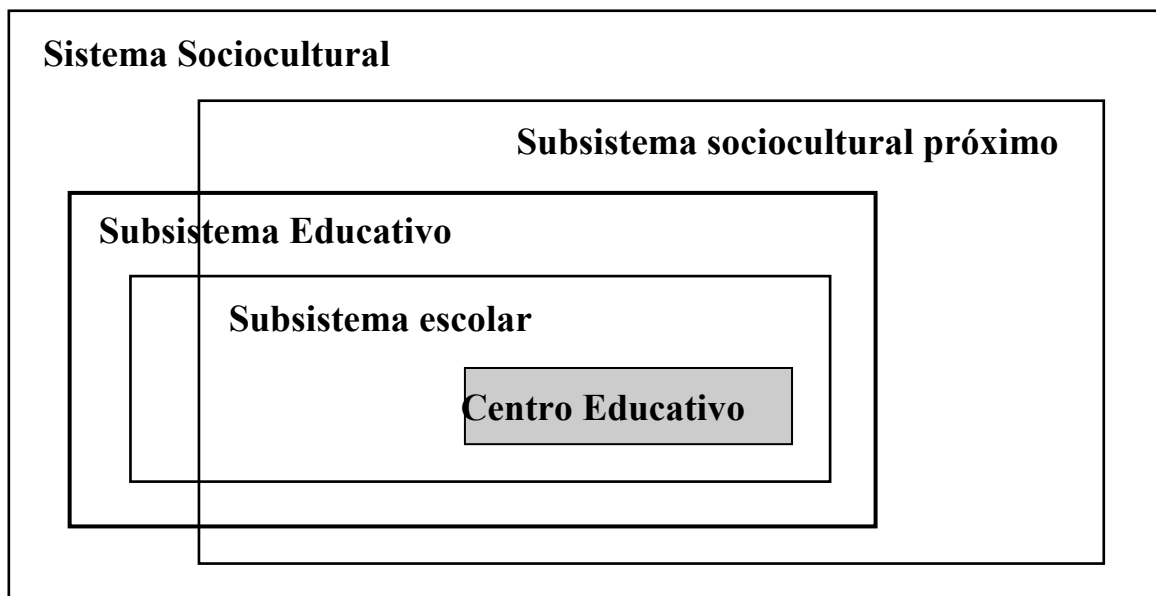 Sistema Sociocultural
Subsistema sociocultural próximo
Subsistema Educativo
Subsistema escolar
Centro Educativo